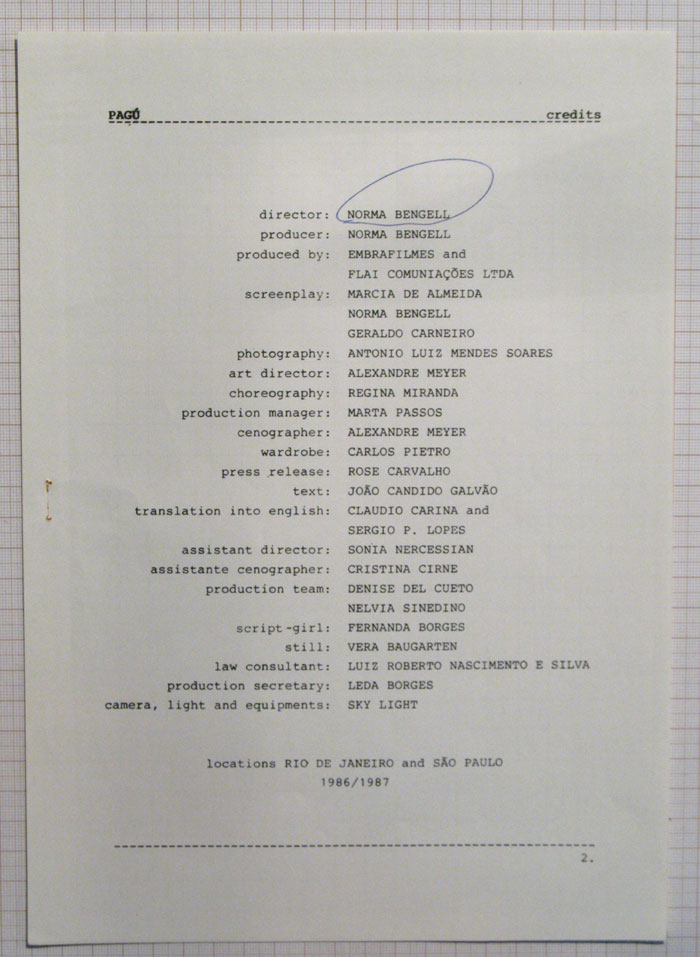 PAGÚ credits
director: NORMA BENGELL
producer: NORMA BENGELL
produced by: EMBRAFILMES and
FLAI COMUNIAÇÕES LTDA
screenplay: MARCIA DE ALMEIDA
NORMA BENGELL
GERALDO CARNEIRO
photography: ANTONIO LUIZ MENDES SOARES
art director: ALEXANDRE MEYER
choreography: REGINA MIRANDA
production manager: MARTA PASSOS
cenographer: ALEXANDRE MEYER
wardrobe: CARLOS PIETRO
press release: ROSE CARVALHO
text: JOÃO CANDIDO GALVÃO
translation into english: CLAUDIO CARINA and
SERGIO P. LOPES
assistant director: SONIA NERCESSIAN
assistante cenographer: CRISTINA CIRNE
production team: DENISE DEL CUETO
NELVIA SINEDINO
script-girl: FERNANDA BORGES
still: VERA BAUGARTEN
law consultant: LUIZ ROBERTO NASCIMENTO E SILVA
production secretary: LEDA BORGES
camera, light and equipments: SKY LIGHT
locations RIO DE JANEIRO and SÃO PAULO
1986/1987
2.